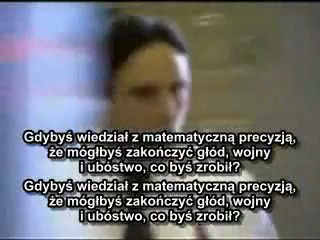 Gdybyś wiedział z matematyczną precyzją,
że mógłbyś zakończyć głód, wojny
i ubóstwo, co byś zrobił?
Gdybyś wiedział z matematyczną precyzją,
że mógłbyś zakończyć głód, wojny
i ubóstwo, co byś zrobił?